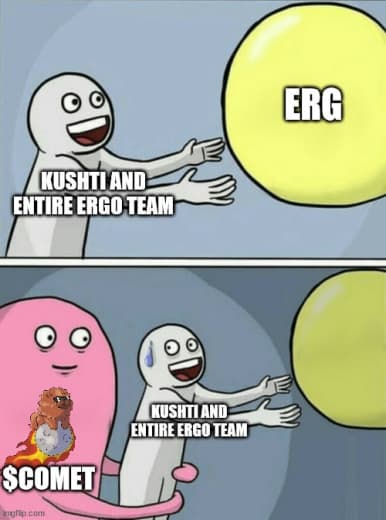 ERG
KUSHTI AND
ENTIRE ERGO TEAM
KUSHTI AND
ENTIRE ERGO TEAM
$COMET
imgflip.com